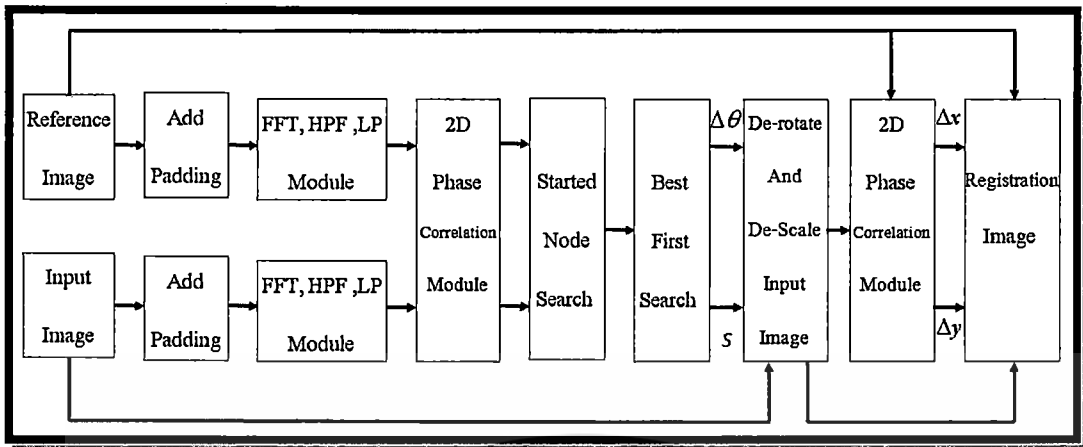 Reference
Image
Add
Padding
FFT, HPF ,LP
Module
Input
Image
Add
Padding
FFT, HPF ,LP
Module
2D
Phase
Correlation
Module
Started
Node
Search
Best
First
Search
Δθ
S
De-rotate
And
De-Scale
Input
Image
2D
Phase
Correlation
Module
Δx
Δy
Registration
Image